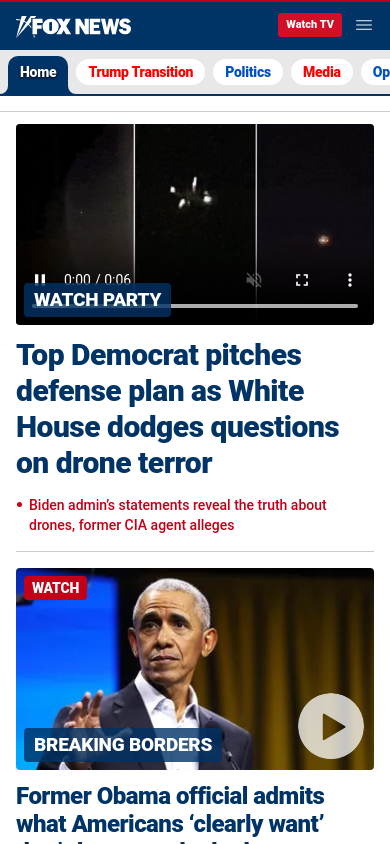 FOX NEWS
Watch TV
Home
Trump Transition
Politics
Media
Op
0:00 / 0:06
WATCH PARTY
Top Democrat pitches
defense plan as White
House dodges questions
on drone terror
Biden admin’s statements reveal the truth about
drones, former CIA agent alleges
WATCH
BREAKING BORDERS
Former Obama official admits
what Americans ‘clearly want’